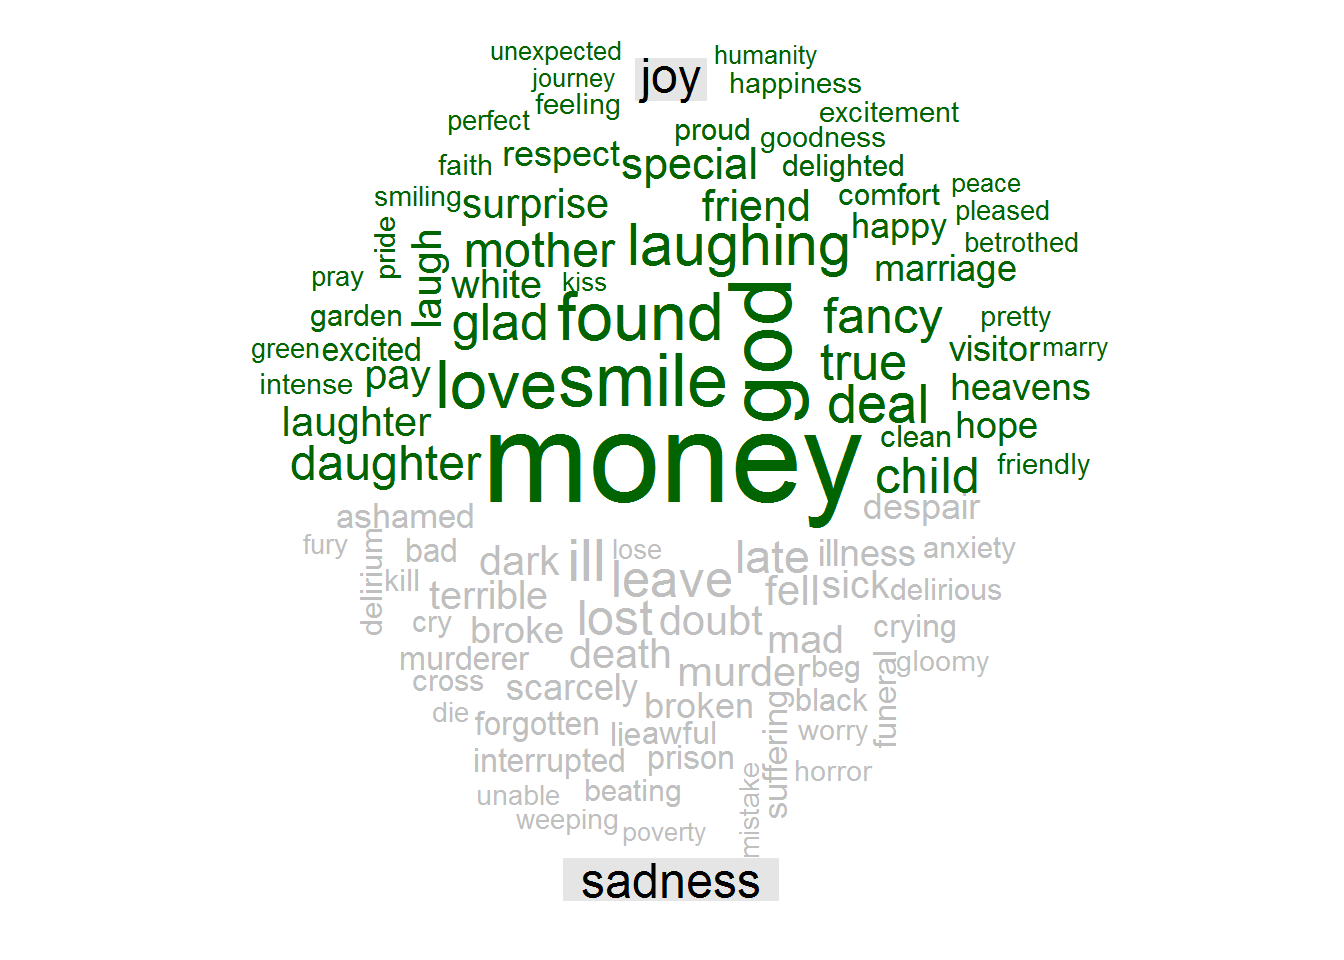 unexpected
humanity
joy
journey
happiness
feeling
excitement
perfect
proud
goodness
respect
special
delighted
faith
peace
smiling
surprise
friend
comfort
pleased
happy
pride
laugh
mother
laughing
betrothed
marriage
pray
white
kiss
god
garden
glad
found
fancy
pretty
green
excited
true
visitor
marry
intense
pay
love
smile
deal
heavens
laughter
clean
hope
daughter
money
child
friendly
ashamed
despair
fury
delirium
bad
dark
ill
lose
late
illness
anxiety
kill
terrible
leave
fell
sick
delirious
cry
broke
lost
doubt
mad
crying
murderer
death
murder
beg
gloomy
cross
scarcely
broken
black
funeral
die
forgotten
lie
awful
suffering
worry
interrupted
prison
horror
unable
beating
mistake
weeping
poverty
sadness